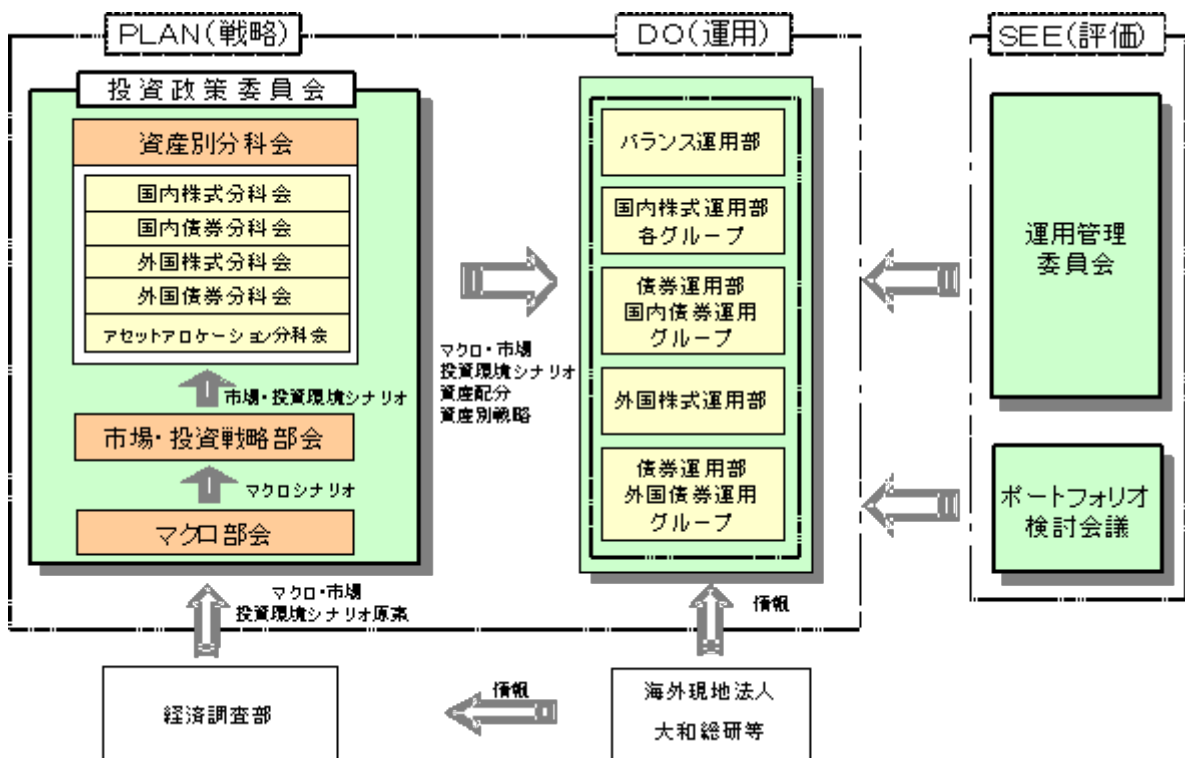 PLAN(戦略)
投資政策委員会
資産別分科会
国内株式分科会
国内債券分科会
外国株式分科会
外国債券分科会
アセットアロケーション分科会
市場・投資環境シナリオ
市場・投資戦略部会
マクロシナリオ
マクロ部会
マクロ・市場
投資環境シナリオ
資産配分
資産別戦略
DO(運用)
バランス運用部
国内株式運用部
各グループ
債券運用部
国内債券運用
グループ
外国株式運用部
債券運用部
外国債券運用
グループ
SEE(評価)
運用管理
委員会
ポートフォリオ
検討会議
マクロ・市場
投資環境シナリオ原案
情報
経済調査部
情報
海外現地法人
大和総研等